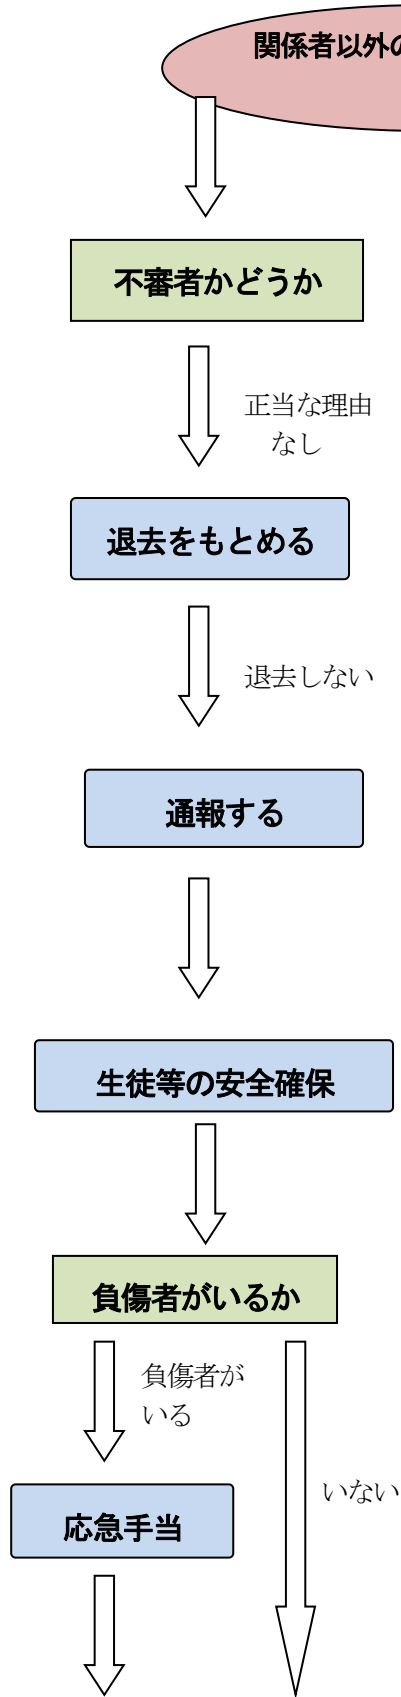 関係者以外の
不審者かどうか
正当な理由
なし
退去をもとめる
退去しない
通報する
生徒等の安全確保
負傷者がいるか
負傷者が
いる
いない
応急手当